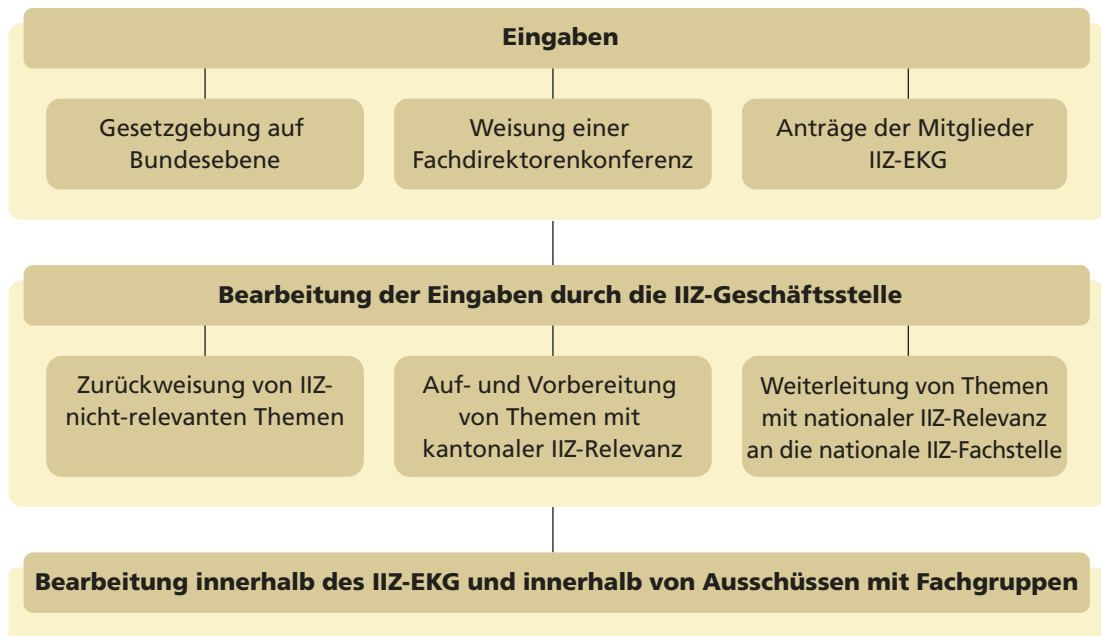 Eingaben
Gesetzgebung auf
Bundesebene
Weisung einer
Fachdirektorenkonferenz
Anträge der Mitglieder
IIZ-EKG
Bearbeitung der Eingaben durch die IIZ-Geschäftsstelle
Zurückweisung von IIZ-
nicht-relevanten Themen
Auf- und Vorbereitung
von Themen mit
kantonaler IIZ-Relevanz
Weiterleitung von Themen
mit nationaler IIZ-Relevanz
an die nationale IIZ-Fachstelle
Bearbeitung innerhalb des IIZ-EKG und innerhalb von Ausschüssen mit Fachgruppen